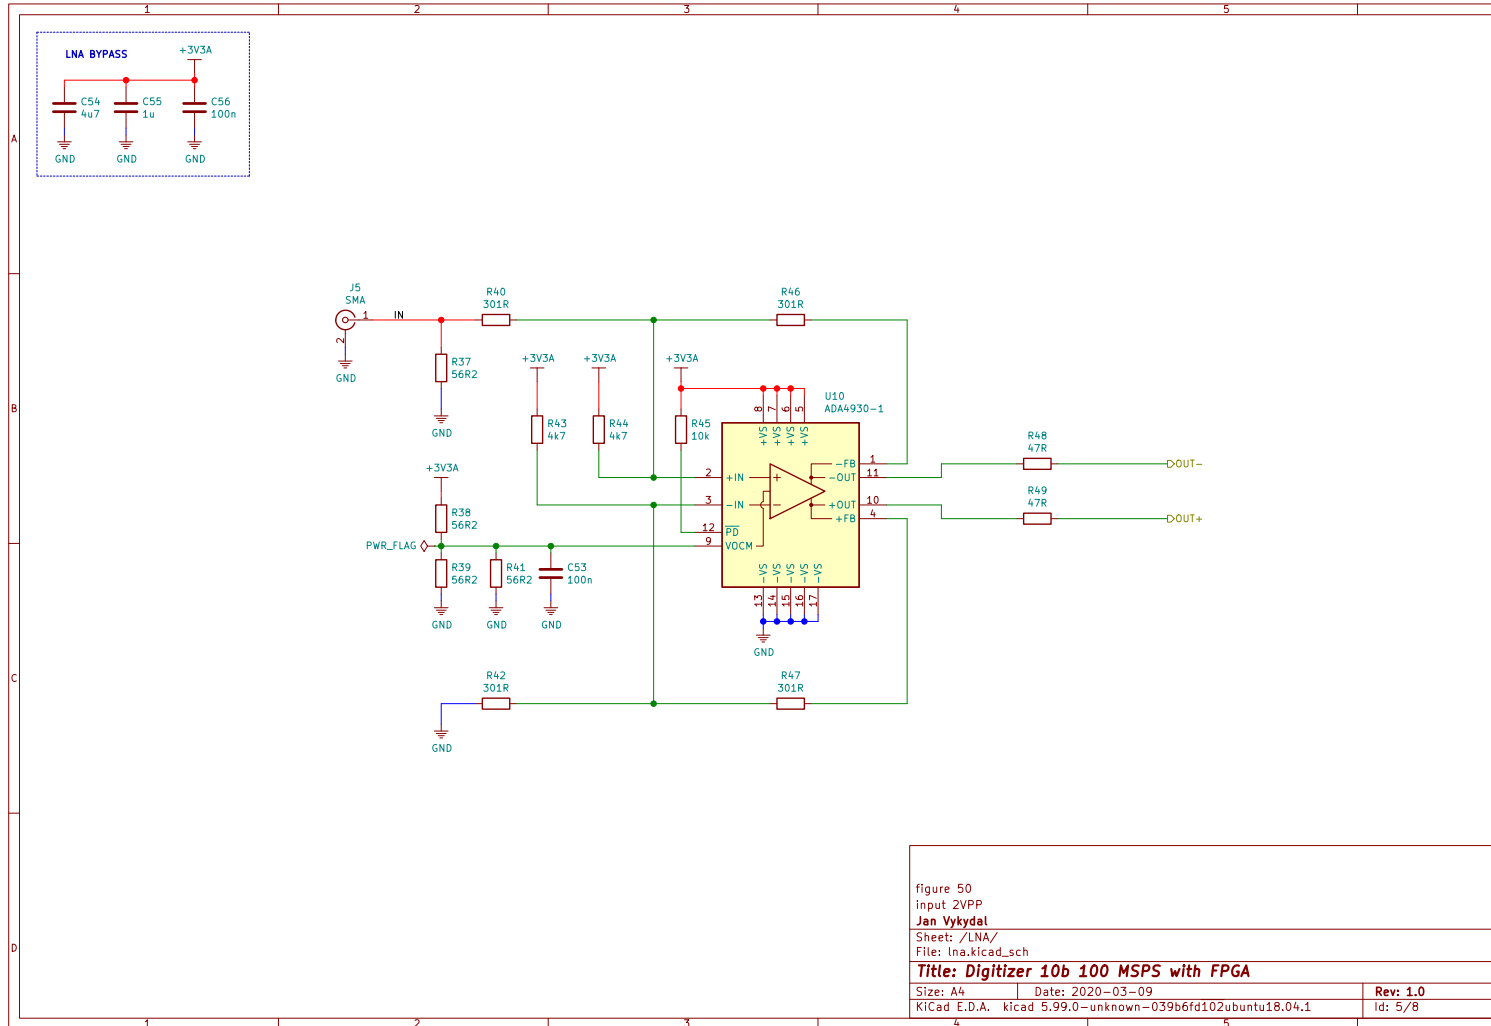 1 2 3 4 5
LNA BYPASS
+3V3A
C54
4u7
C55
1u
C56
100n
GND
GND
GND
A
J5
SMA
1
2
IN
GND
R40
301R
R46
301R
R37
56R2
GND
+3V3A
+3V3A
+3V3A
R43
4k7
R44
4k7
R45
10k
B
U10
ADA4930-1
8
7
6
5
+VS
+VS
+VS
+VS
2
+IN
3
-IN
12
PD
9
VOCM
-FB
1
-OUT
11
+OUT
10
+FB
4
+
-
-VS
-VS
-VS
-VS
-VS
13
14
15
16
17
GND
R48
47R
OUT-
R49
47R
OUT+
+3V3A
R38
56R2
PWR_FLAG
R39
56R2
R41
56R2
C53
100n
GND
GND
GND
C
R42
301R
R47
301R
GND
D
figure 50
input 2VPP
Jan Vykydal
Sheet: /LNA/
File: lna.kicad_sch
Title: Digitizer 10b 100 MSPS with FPGA
Size: A4
Date: 2020-03-09
Rev: 1.0
KiCad E.D.A. kicad 5.99.0-unknown-039b6fd102ubuntu18.04.1
Id: 5/8
1 2 3 4 5